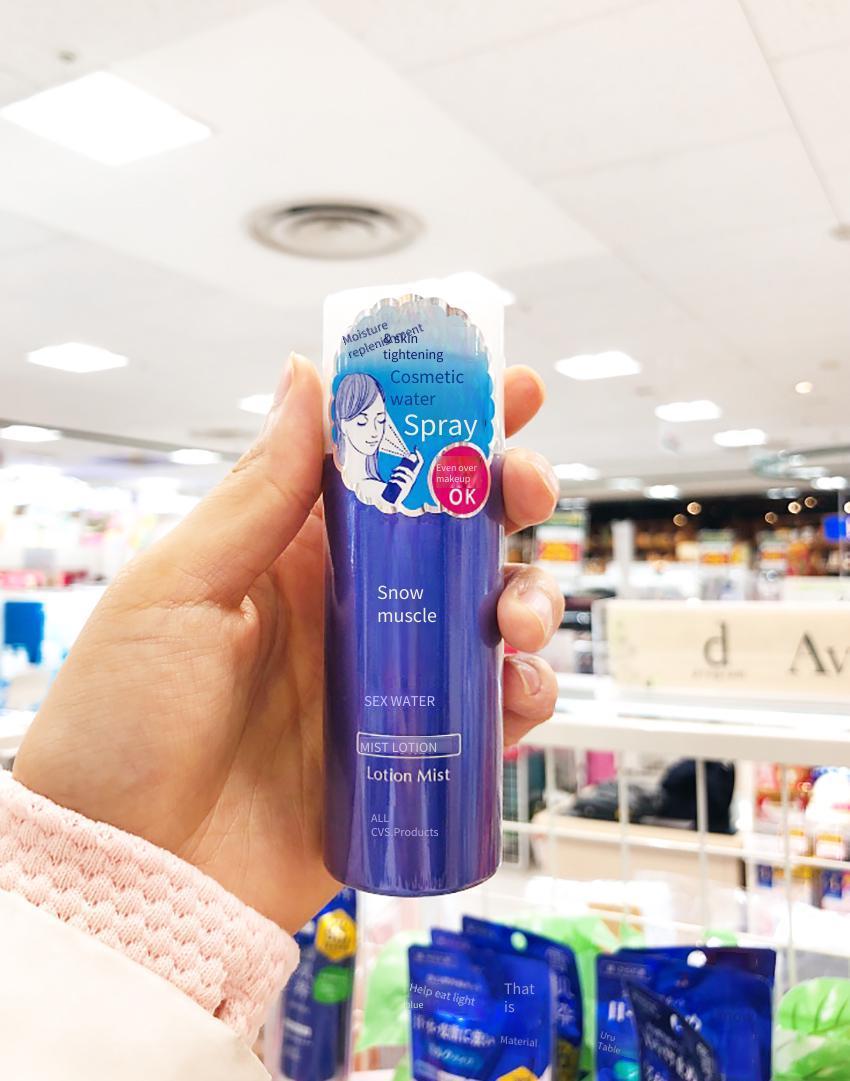 Moisture
replenishment
& skin
tightening
Cosmetic
water
Spray
Even over
makeup
OK
Snow
muscle
SEX WATER
MIST LOTION
Lotion Mist
ALL
CVS Products
d
Av
Help eat light
blue
That
is
Material
Uru
Table